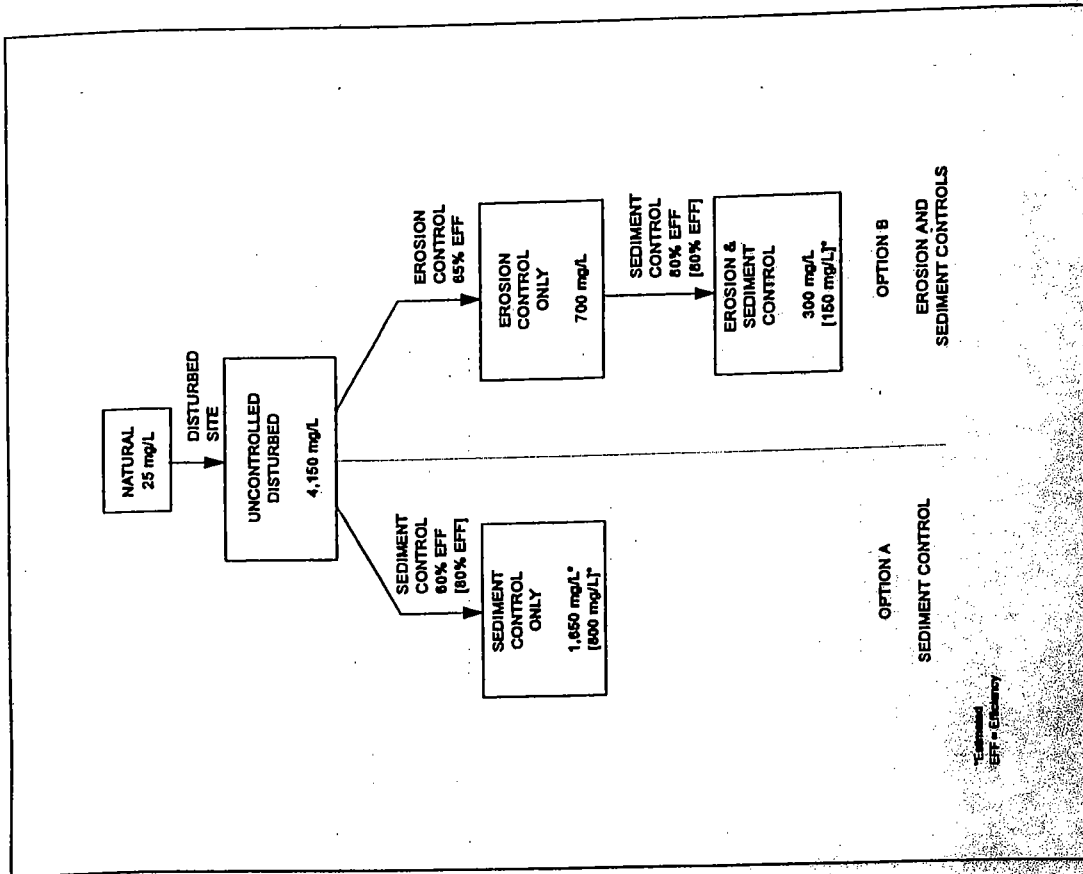 NATURAL
25 mg/L
DISTURBED
SITE
UNCONTROLLED
DISTURBED
4,150 mg/L
SEDIMENT
CONTROL
60% EFF
[80% EFF]
SEDIMENT
CONTROL
ONLY
1,650 mg/L*
[800 mg/L]*
OPTION A
SEDIMENT CONTROL
EROSION
CONTROL
85% EFF
EROSION
CONTROL
ONLY
700 mg/L
SEDIMENT
CONTROL
60% EFF
[80% EFF]
EROSION &
SEDIMENT
CONTROL
300 mg/L
[150 mg/L]*
OPTION B
EROSION AND
SEDIMENT CONTROLS
*Estimated
EFF = Efficiency